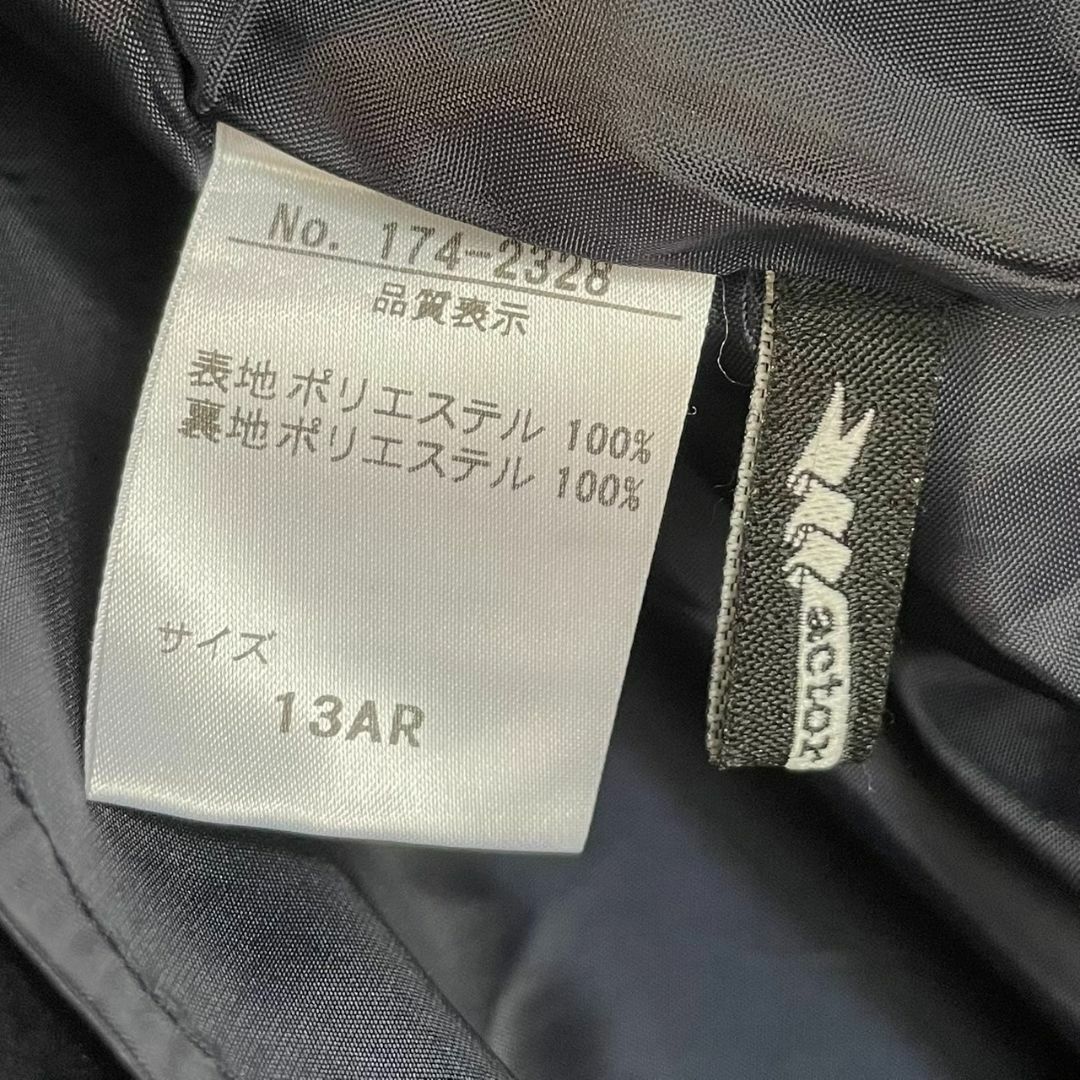 No. 174-2328
品質表示
表地 ポリエステル 100%
裏地 ポリエステル 100%
サイズ
13AR
actor